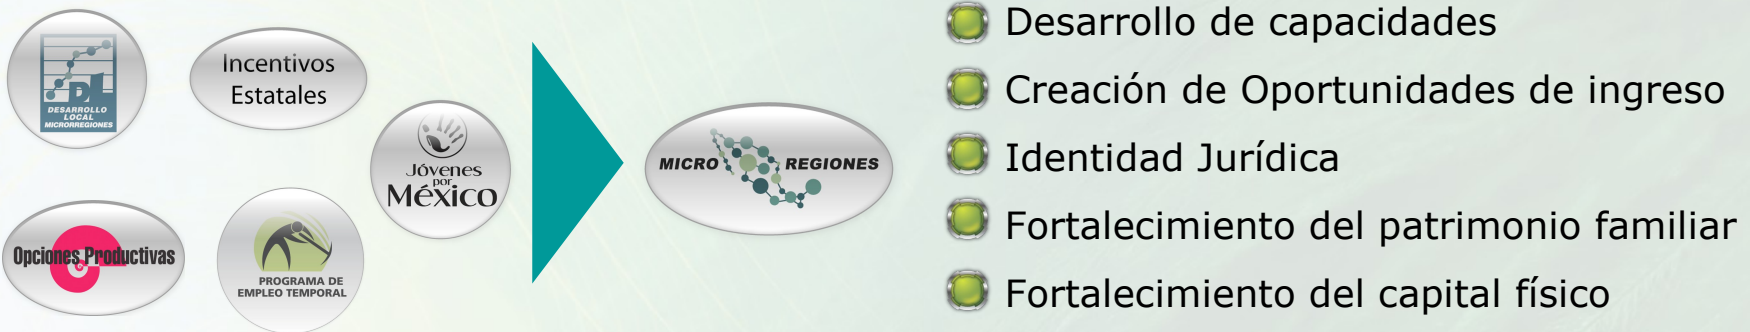 DL
DESARROLLO
LOCAL
MICRORREGIONES
Incentivos
Estatales
Jóvenes
por
México
Opciones Productivas
PROGRAMA DE
EMPLEO TEMPORAL
MICRO REGIONES
Desarrollo de capacidades
Creación de Oportunidades de ingreso
Identidad Jurídica
Fortalecimiento del patrimonio familiar
Fortalecimiento del capital físico